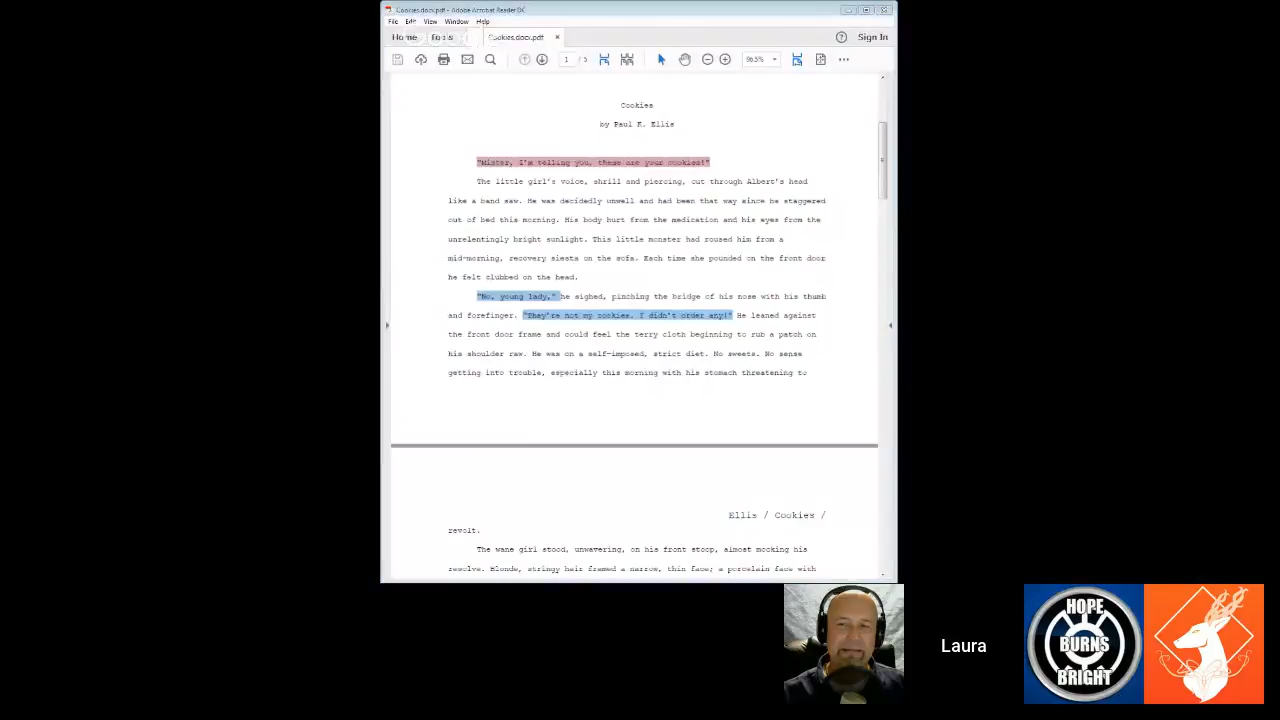 Cookies.docx.pdf - Adobe Acrobat Reader DC
File Edit View Window Help
Home Tools Cookies.docx.pdf × Sign In
1 / 5 96.5%
Cookies
by Paul K. Ellis
"Mister, I'm telling you, these are your cookies!"
The little girl's voice, shrill and piercing, cut through Albert's head
like a band saw. He was decidedly unwell and had been that way since he staggered
out of bed this morning. His body hurt from the medication and his eyes from the
unrelentingly bright sunlight. This little monster had roused him from a
mid-morning, recovery siesta on the sofa. Each time she pounded on the front door
he felt clubbed on the head.
"No, young lady," he sighed, pinching the bridge of his nose with his thumb
and forefinger. "They're not my cookies. I didn't order any!" He leaned against
the front door frame and could feel the terry cloth beginning to rub a patch on
his shoulder raw. He was on a self-imposed, strict diet. No sweets. No sense
getting into trouble, especially this morning with his stomach threatening to
Ellis / Cookies /
revolt.
The wane girl stood, unwavering, on his front stoop, almost mocking his
resolve. Blonde, stringy hair framed a narrow, thin face; a porcelain face with
Laura
HOPE
BURNS
BRIGHT